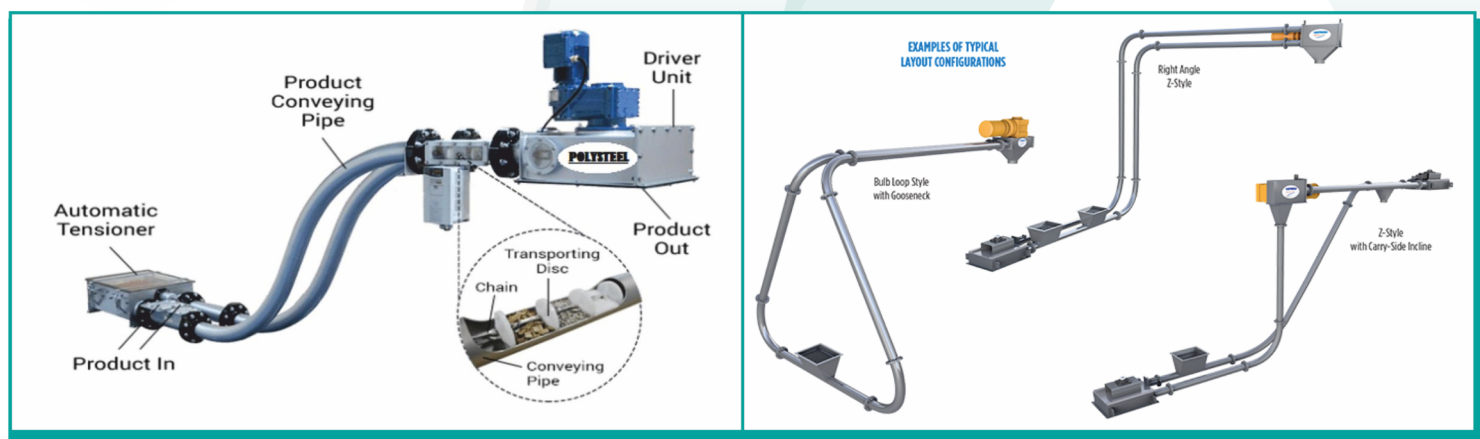 Product
Conveying
Pipe
Driver
Unit
POLYSTEEL
Automatic
Tensioner
Product
Out
Transporting
Disc
Chain
Conveying
Pipe
Product In
EXAMPLES OF TYPICAL
LAYOUT CONFIGURATIONS
Right Angle
Z-Style
Bulb Loop Style
with Gooseneck
Z-Style
with Carry-Side Incline